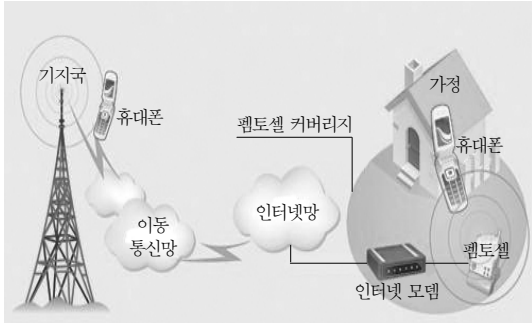 기지국
휴대폰
이동
통신망
인터넷망
펨토셀 커버리지
가정
휴대폰
펨토셀
인터넷 모뎀